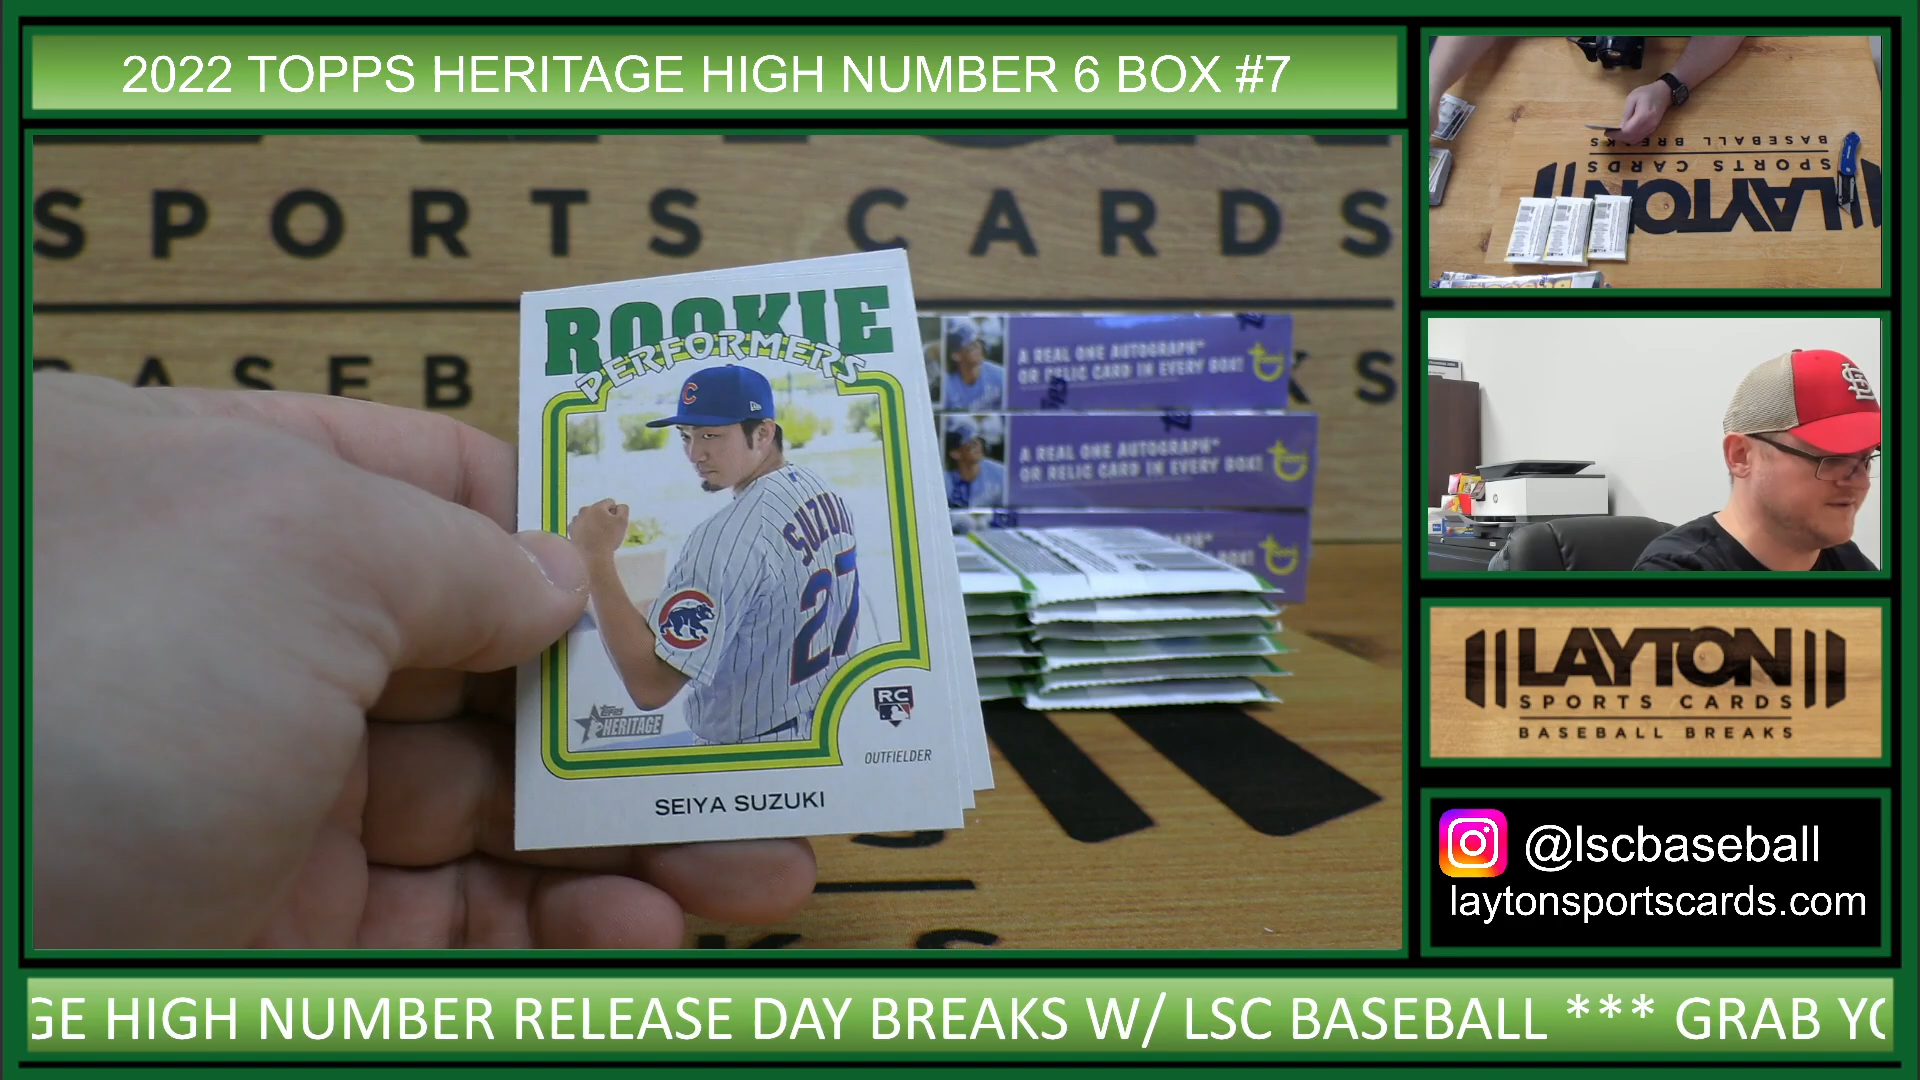 2022 TOPPS HERITAGE HIGH NUMBER 6 BOX #7
SPORTS CARDS
ROOKIE
PERFORMERS
C
SUZUKI
27
Topps
HERITAGE
RC
OUTFIELDER
SEIYA SUZUKI
A REAL ONE AUTOGRAPH™
OR RELIC CARD IN EVERY BOX!
A REAL ONE AUTOGRAPH™
OR RELIC CARD IN EVERY BOX!
BASEBALL BREAKS
SPORTS CARDS
LAYTON
LAYTON
SPORTS CARDS
BASEBALL BREAKS
@lscbaseball
laytonsportscards.com
GE HIGH NUMBER RELEASE DAY BREAKS W/ LSC BASEBALL *** GRAB YO